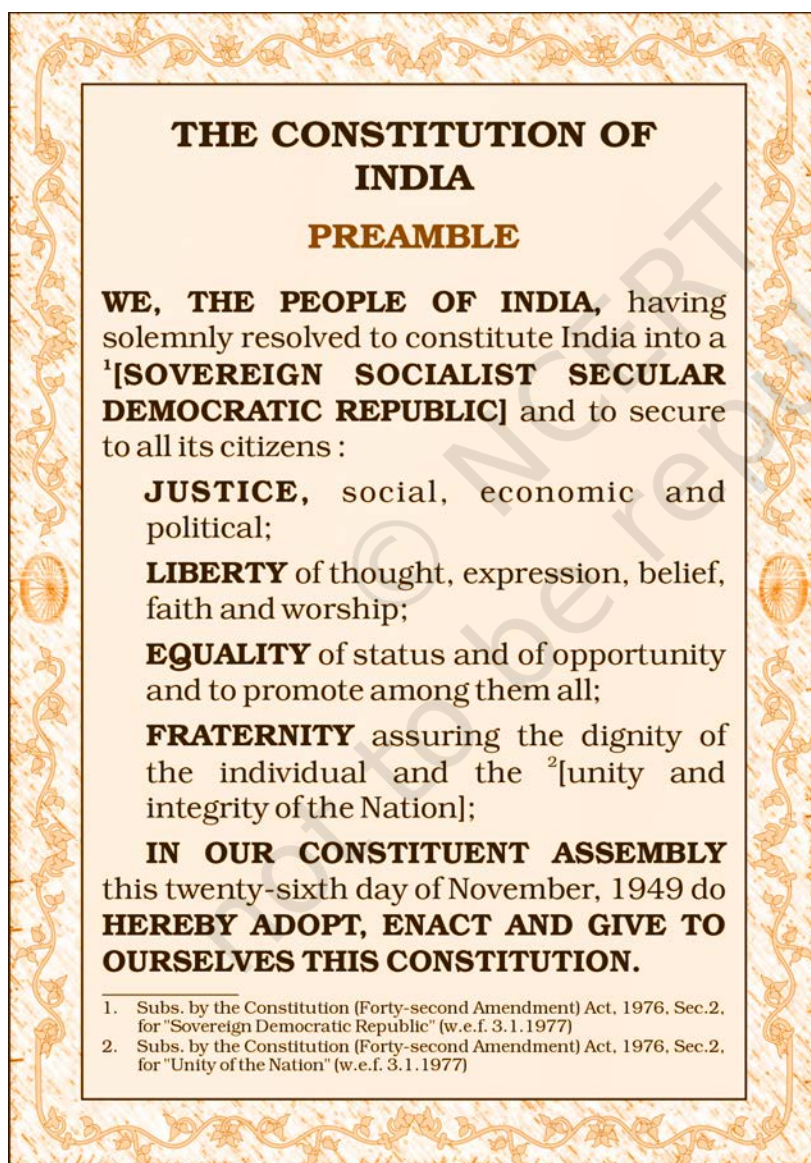 THE CONSTITUTION OF
INDIA
PREAMBLE
WE, THE PEOPLE OF INDIA, having
solemnly resolved to constitute India into a
¹[SOVEREIGN SOCIALIST SECULAR
DEMOCRATIC REPUBLIC] and to secure
to all its citizens :
JUSTICE, social, economic and
political;
LIBERTY of thought, expression, belief,
faith and worship;
EQUALITY of status and of opportunity
and to promote among them all;
FRATERNITY assuring the dignity of
the individual and the ²[unity and
integrity of the Nation];
IN OUR CONSTITUENT ASSEMBLY
this twenty-sixth day of November, 1949 do
HEREBY ADOPT, ENACT AND GIVE TO
OURSELVES THIS CONSTITUTION.
1. Subs. by the Constitution (Forty-second Amendment) Act, 1976, Sec.2,
for "Sovereign Democratic Republic" (w.e.f. 3.1.1977)
2. Subs. by the Constitution (Forty-second Amendment) Act, 1976, Sec.2,
for "Unity of the Nation" (w.e.f. 3.1.1977)
© NCERT
not to be